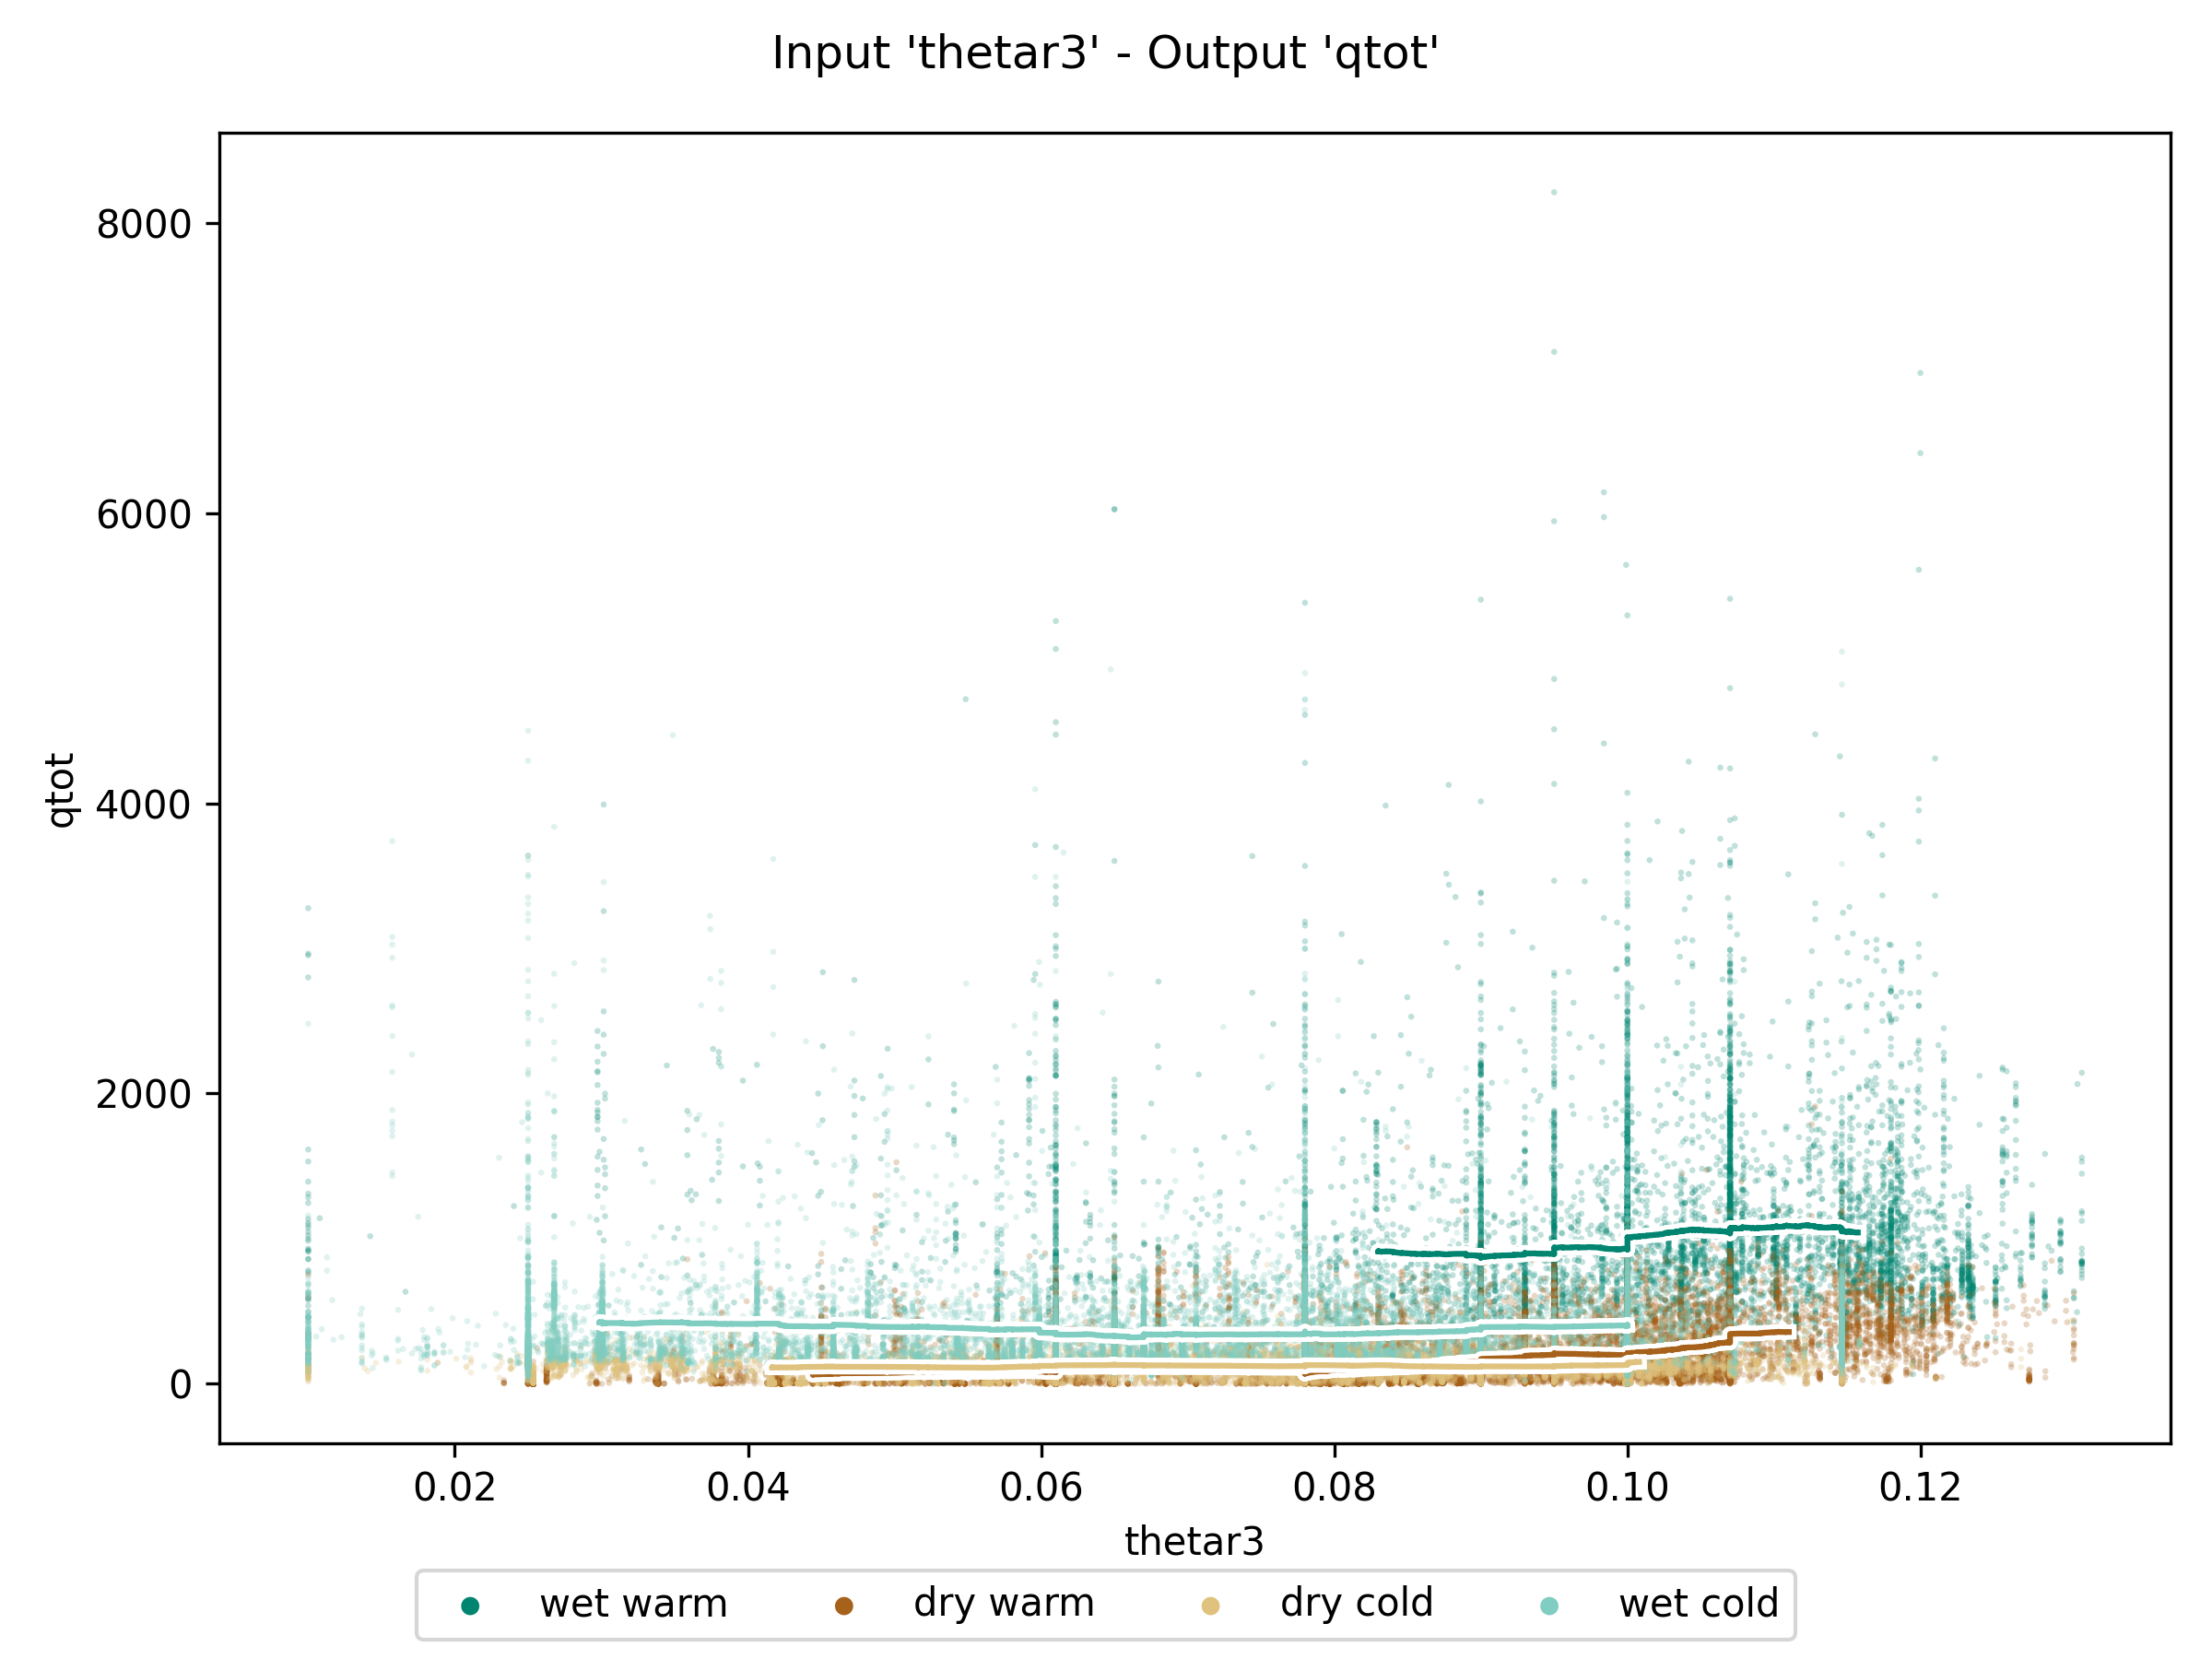 Input 'thetar3' - Output 'qtot'
8000
6000
4000
2000
0
qtot
0.02 0.04 0.06 0.08 0.10 0.12
thetar3
wet warm dry warm dry cold wet cold